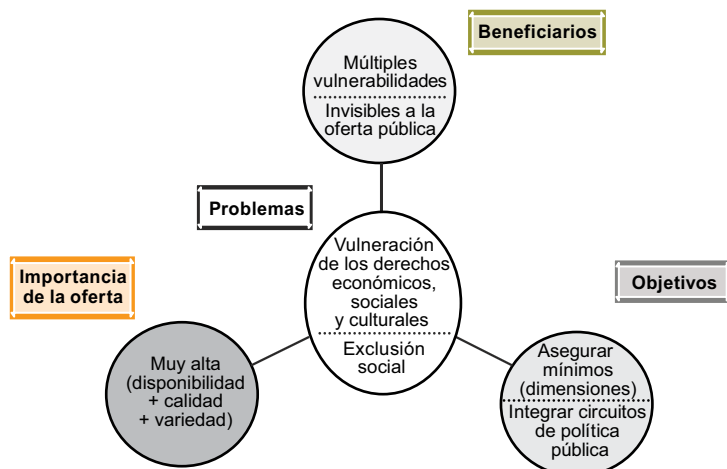 Beneficiarios
Múltiples
vulnerabilidades
Invisibles a la
oferta pública
Problemas
Vulneración
de los derechos
económicos,
sociales
y culturales
Exclusión
social
Importancia
de la oferta
Objetivos
Muy alta
(disponibilidad
+ calidad
+ variedad)
Asegurar
mínimos
(dimensiones)
Integrar circuitos
de política
pública